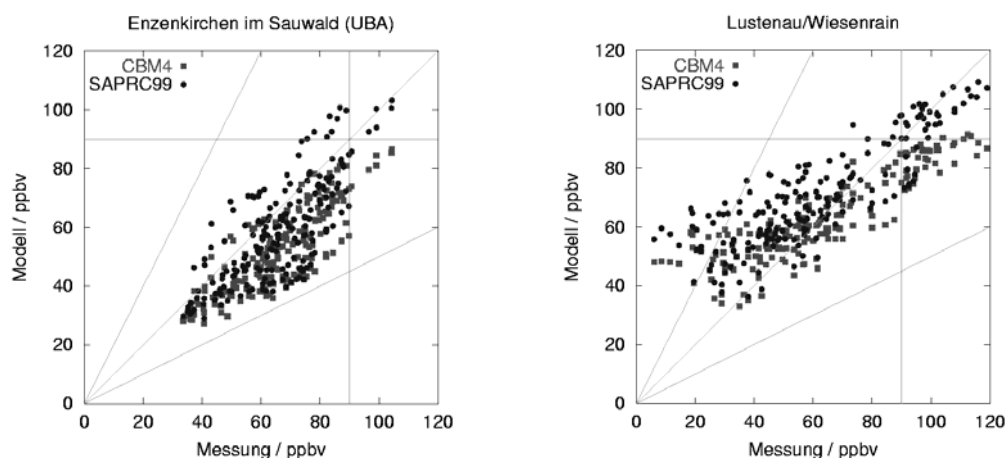 Enzenkirchen im Sauwald (UBA)
120
100
80
60
40
20
0
Modell / ppbv
CBM4
SAPRC99
0 20 40 60 80 100 120
Messung / ppbv
Lustenau/Wiesenrain
120
100
80
60
40
20
0
Modell / ppbv
CBM4
SAPRC99
0 20 40 60 80 100 120
Messung / ppbv